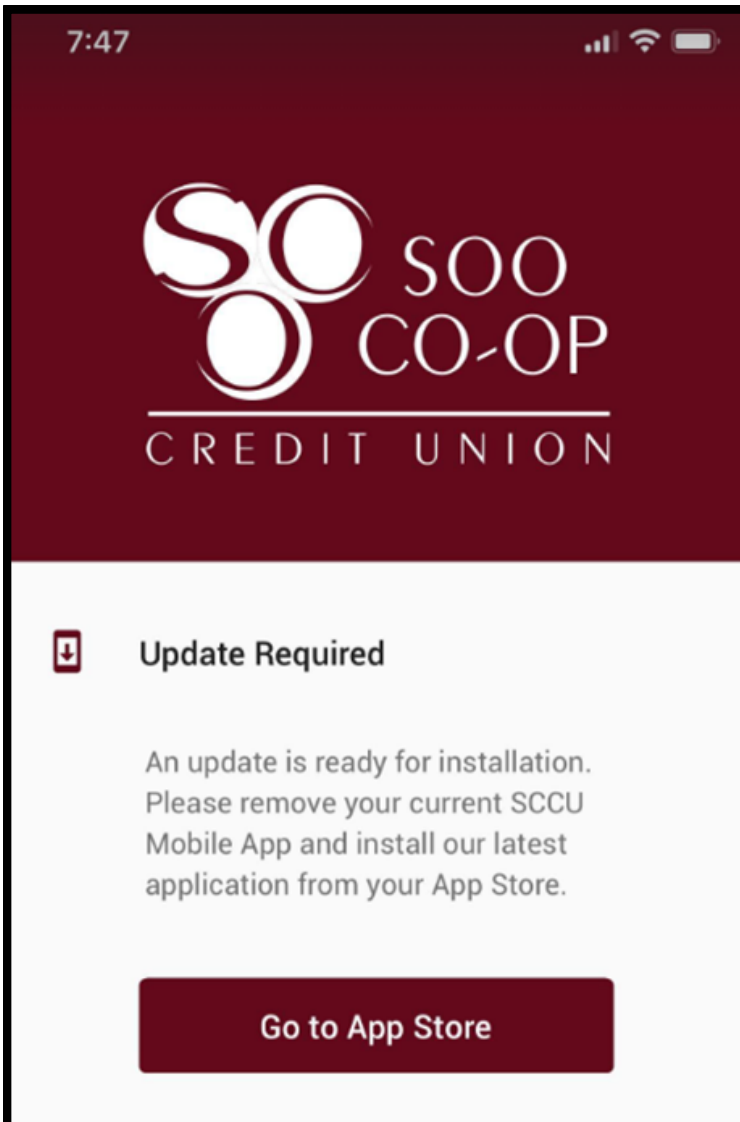 7:47
SOO
SOO
CO-OP
CREDIT UNION
Update Required
An update is ready for installation.
Please remove your current SCCU
Mobile App and install our latest
application from your App Store.
Go to App Store